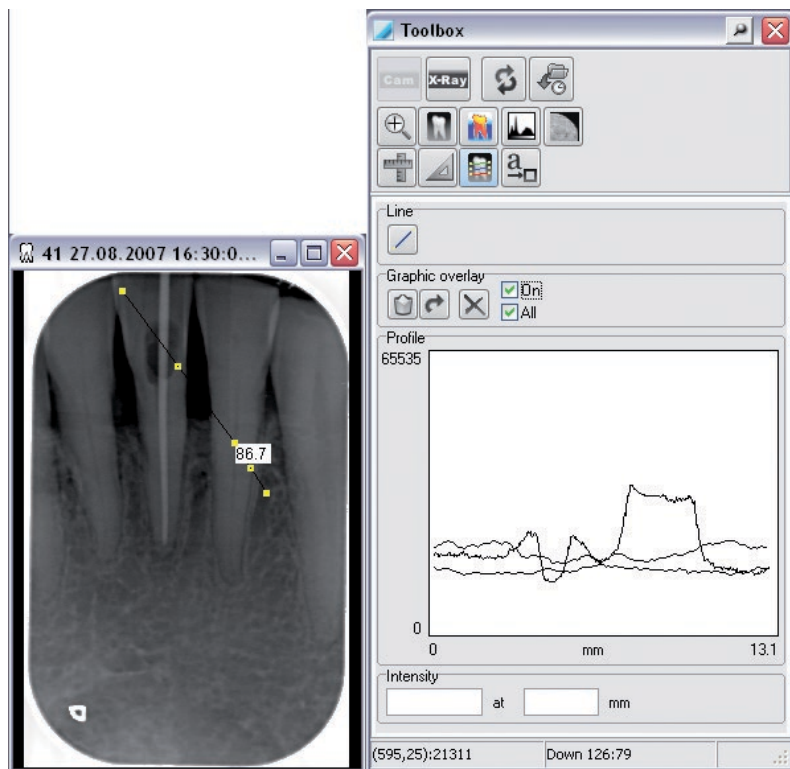 Toolbox
Cam X-Ray
a
Line
41 27.08.2007 16:30:0...
Graphic overlay
On
All
Profile
65535
86.7
0
0 mm 13.1
Intensity
at mm
(595,25):21311 Down 126:79